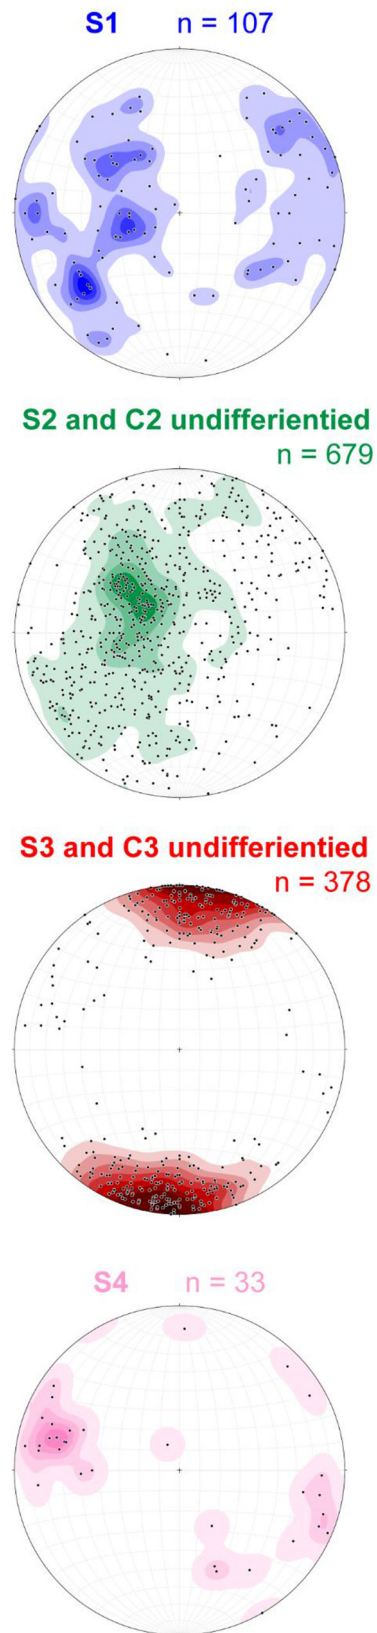 S1 n = 107
S2 and C2 undifferientied
n = 679
S3 and C3 undifferientied
n = 378
S4 n = 33